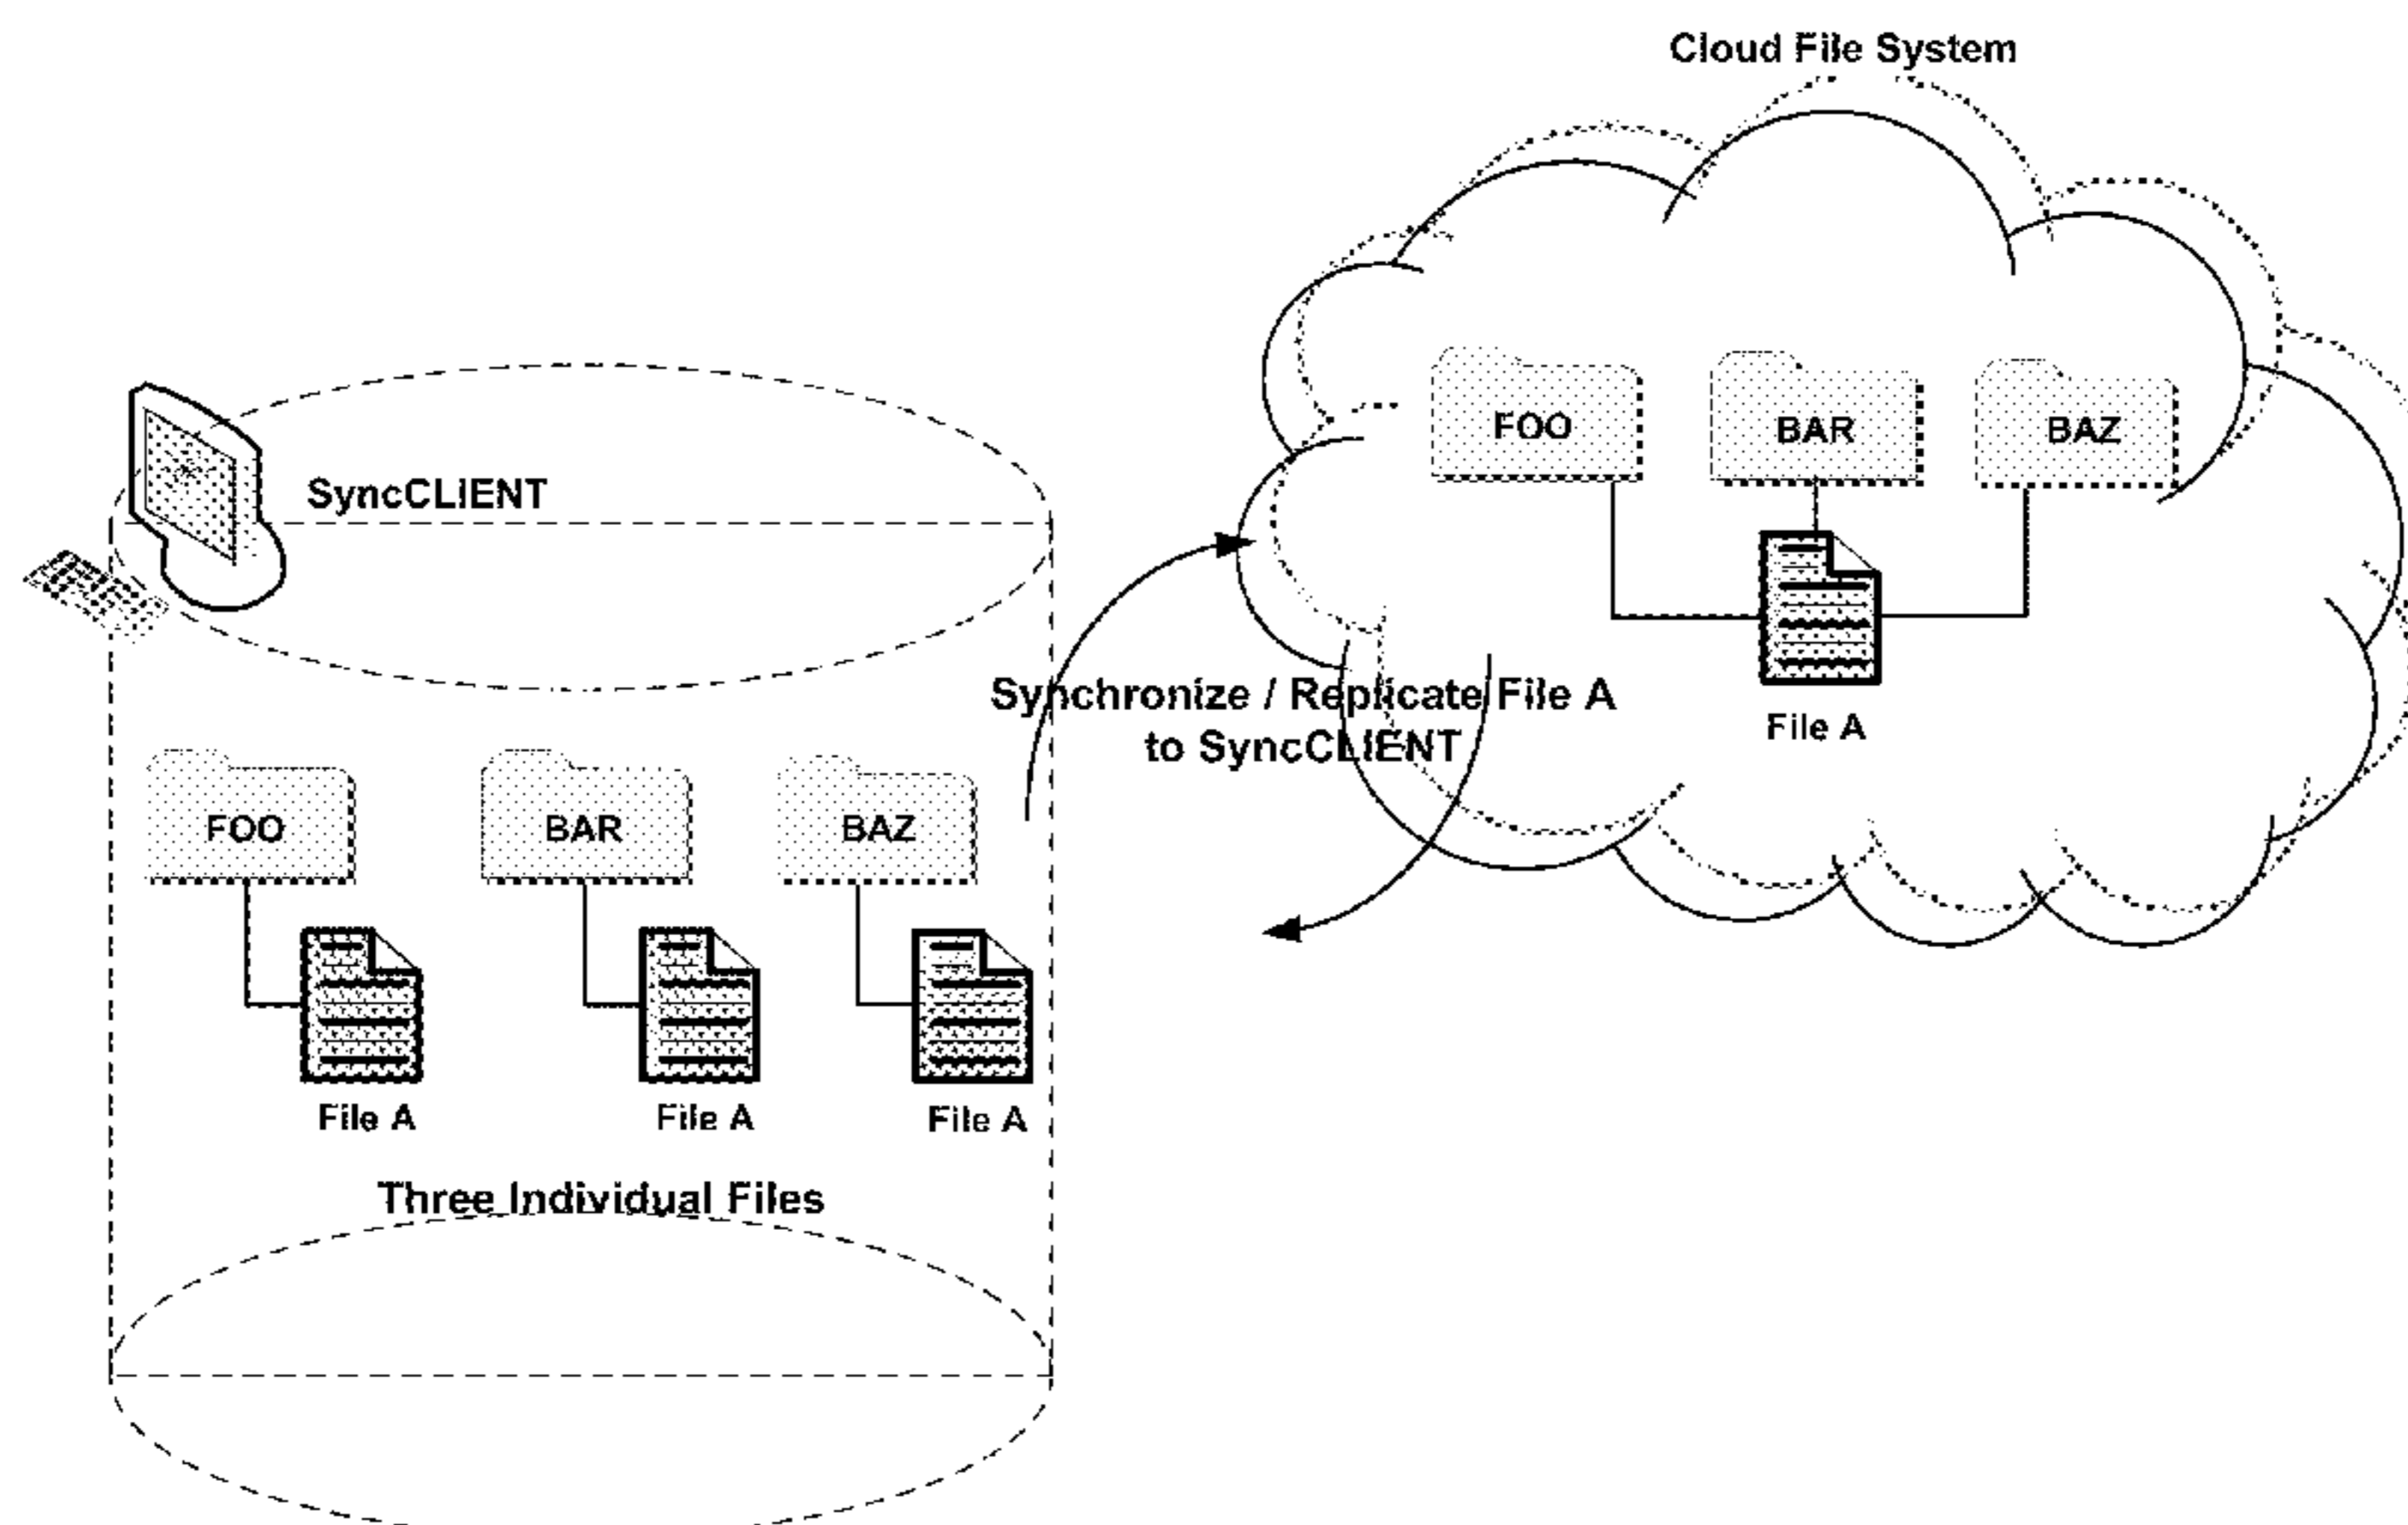 Cloud File System
FOO
BAR
BAZ
File A
SyncCLIENT
Synchronize / Replicate File A
to SyncCLIENT
FOO
BAR
BAZ
File A
File A
File A
Three Individual Files